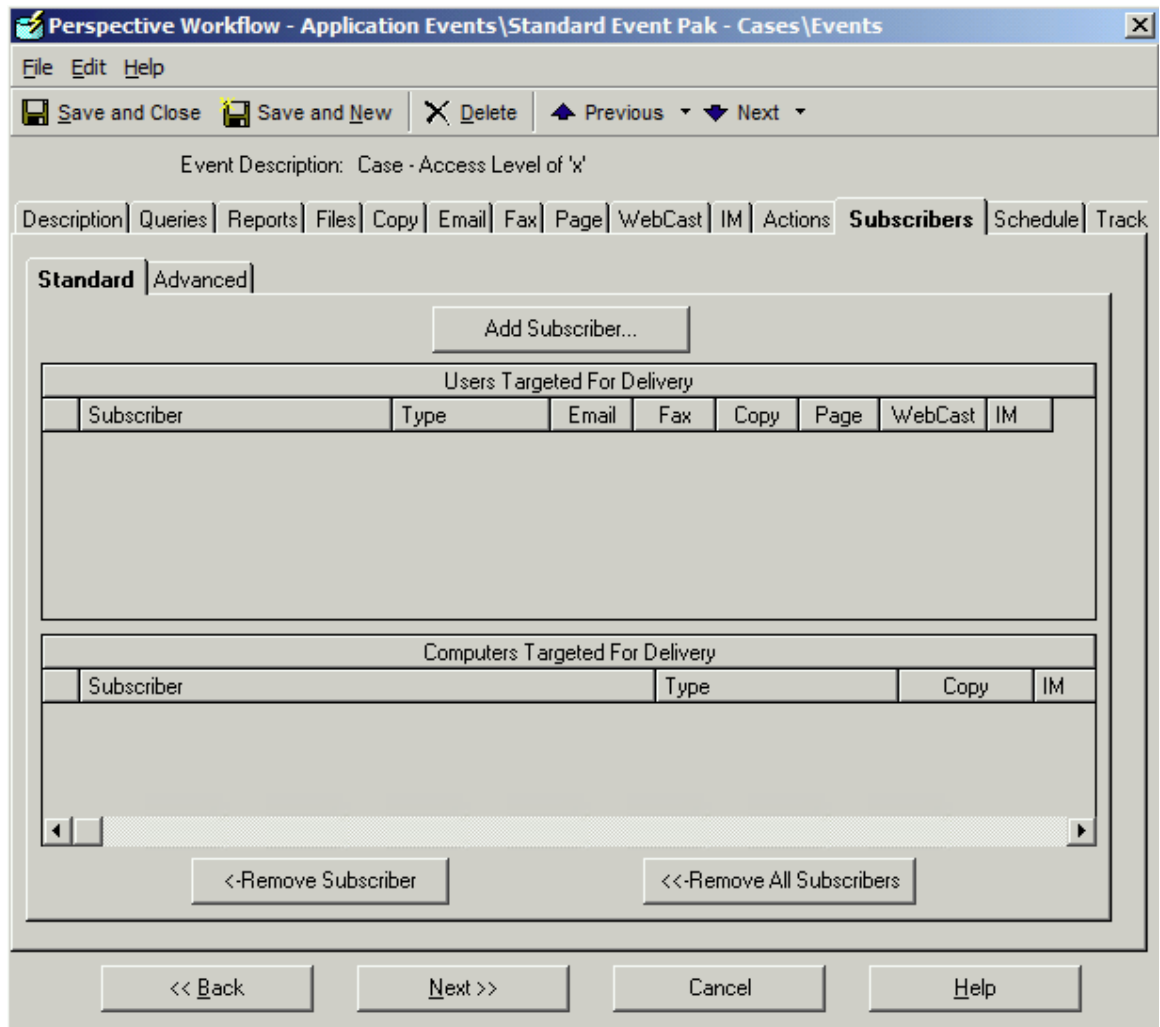 Perspective Workflow - Application Events\Standard Event Pak - Cases\Events
File Edit Help
Save and Close Save and New Delete Previous Next
Event Description: Case - Access Level of 'x'
Description Queries Reports Files Copy Email Fax Page WebCast IM Actions Subscribers Schedule Track
Standard Advanced
Add Subscriber...
Users Targeted For Delivery
Subscriber Type Email Fax Copy Page WebCast IM
Computers Targeted For Delivery
Subscriber Type Copy IM
<-Remove Subscriber <<-Remove All Subscribers
<< Back Next >> Cancel Help